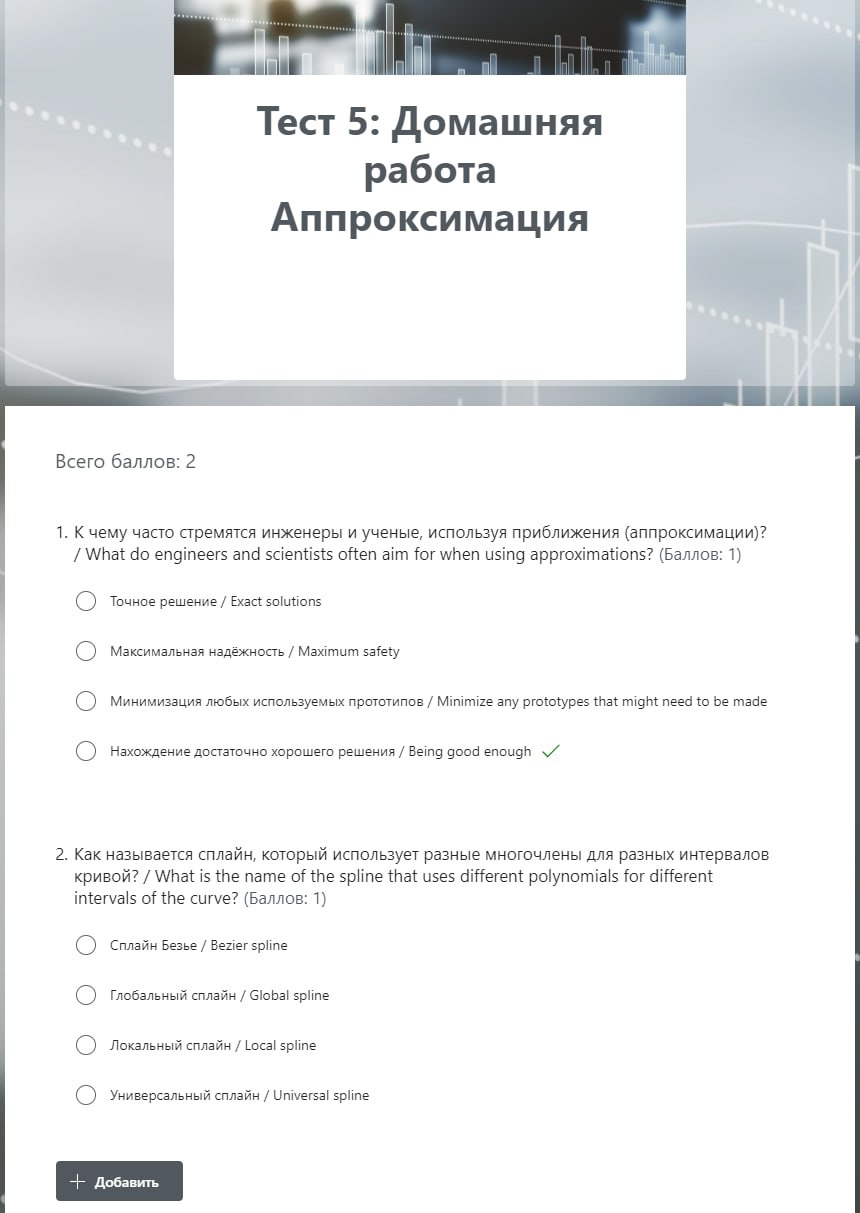 Тест 5: Домашняя
работа
Аппроксимация
Всего баллов: 2
1. К чему часто стремятся инженеры и ученые, используя приближения (аппроксимации)?
/ What do engineers and scientists often aim for when using approximations? (Баллов: 1)
Точное решение / Exact solutions
Максимальная надёжность / Maximum safety
Минимизация любых используемых прототипов / Minimize any prototypes that might need to be made
Нахождение достаточно хорошего решения / Being good enough
2. Как называется сплайн, который использует разные многочлены для разных интервалов
кривой? / What is the name of the spline that uses different polynomials for different
intervals of the curve? (Баллов: 1)
Сплайн Безье / Bezier spline
Глобальный сплайн / Global spline
Локальный сплайн / Local spline
Универсальный сплайн / Universal spline
Добавить